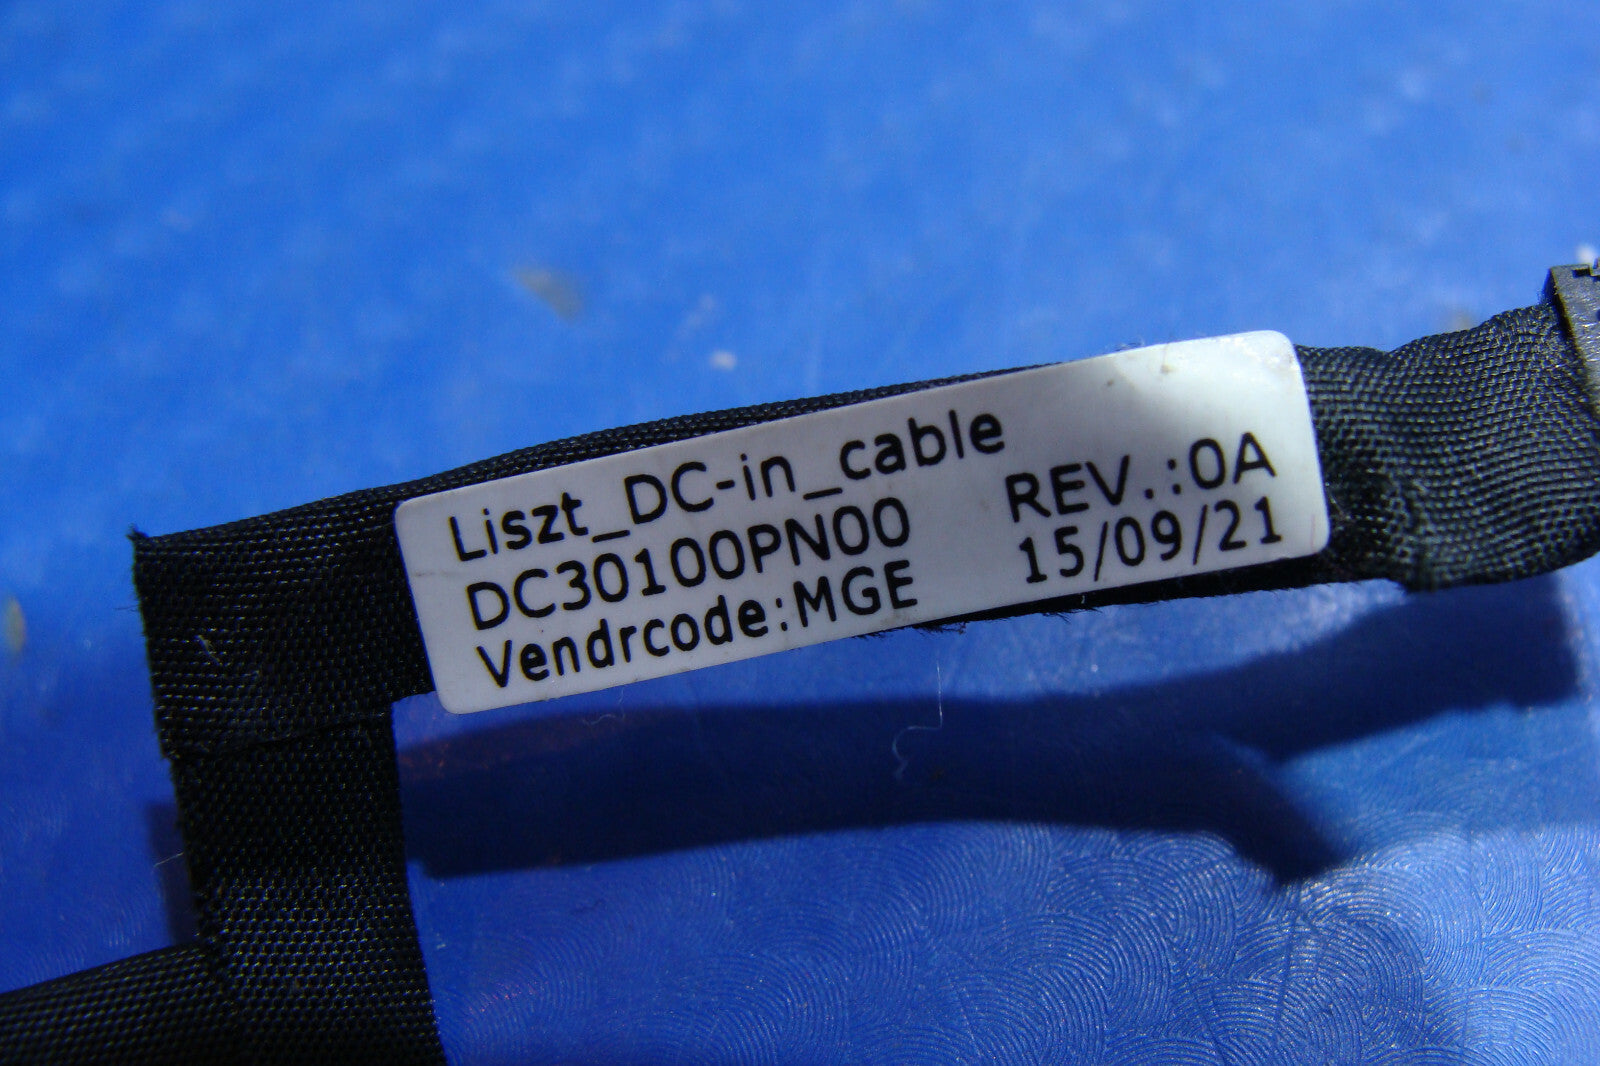 Liszt_DC-in_cable
DC30100PN00 REV.:0A
Vendrcode:MGE 15/09/21